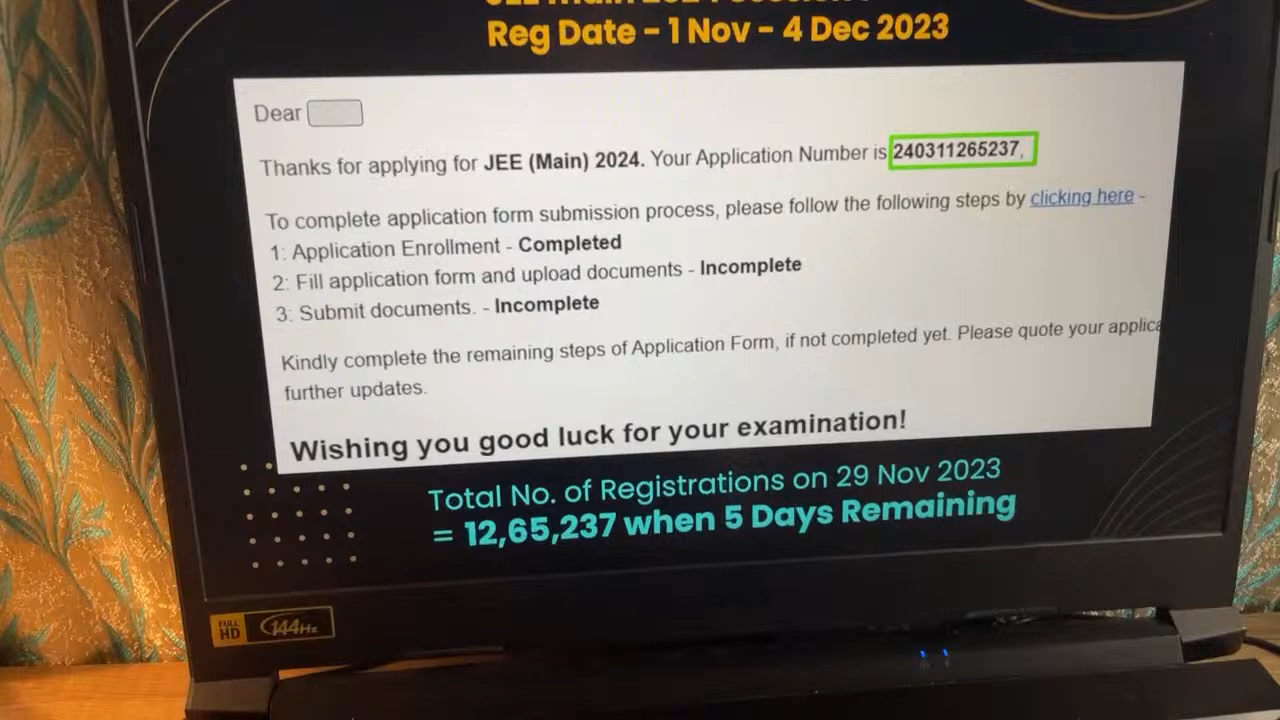 Reg Date - 1 Nov - 4 Dec 2023
Dear
Thanks for applying for JEE (Main) 2024. Your Application Number is 240311265237,
To complete application form submission process, please follow the following steps by clicking here -
1: Application Enrollment - Completed
2: Fill application form and upload documents - Incomplete
3: Submit documents. - Incomplete
Kindly complete the remaining steps of Application Form, if not completed yet. Please quote your applica
further updates.
Wishing you good luck for your examination!
Total No. of Registrations on 29 Nov 2023
= 12,65,237 when 5 Days Remaining
FULL HD 144Hz